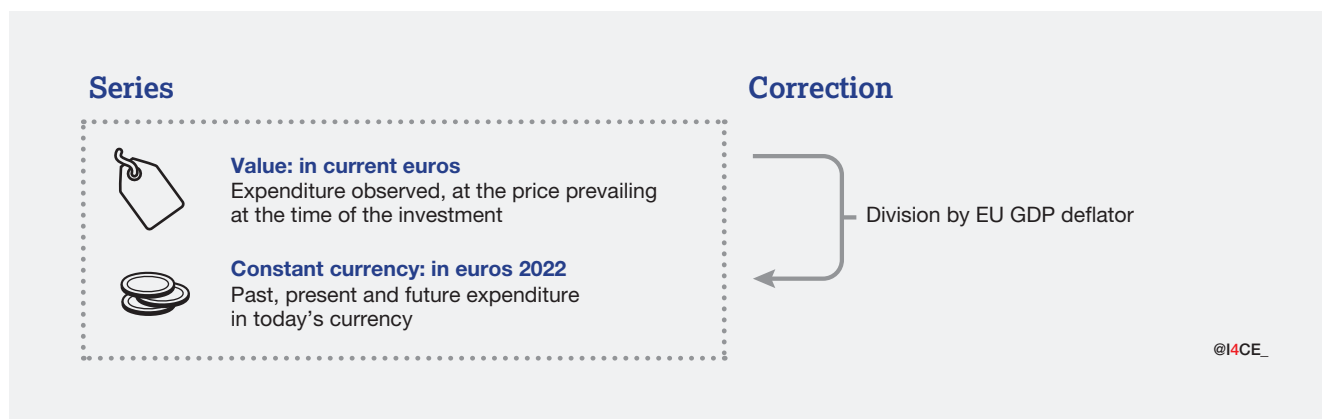 Series
Correction
Value: in current euros
Expenditure observed, at the price prevailing
at the time of the investment
Division by EU GDP deflator
Constant currency: in euros 2022
Past, present and future expenditure
in today's currency
@I4CE_